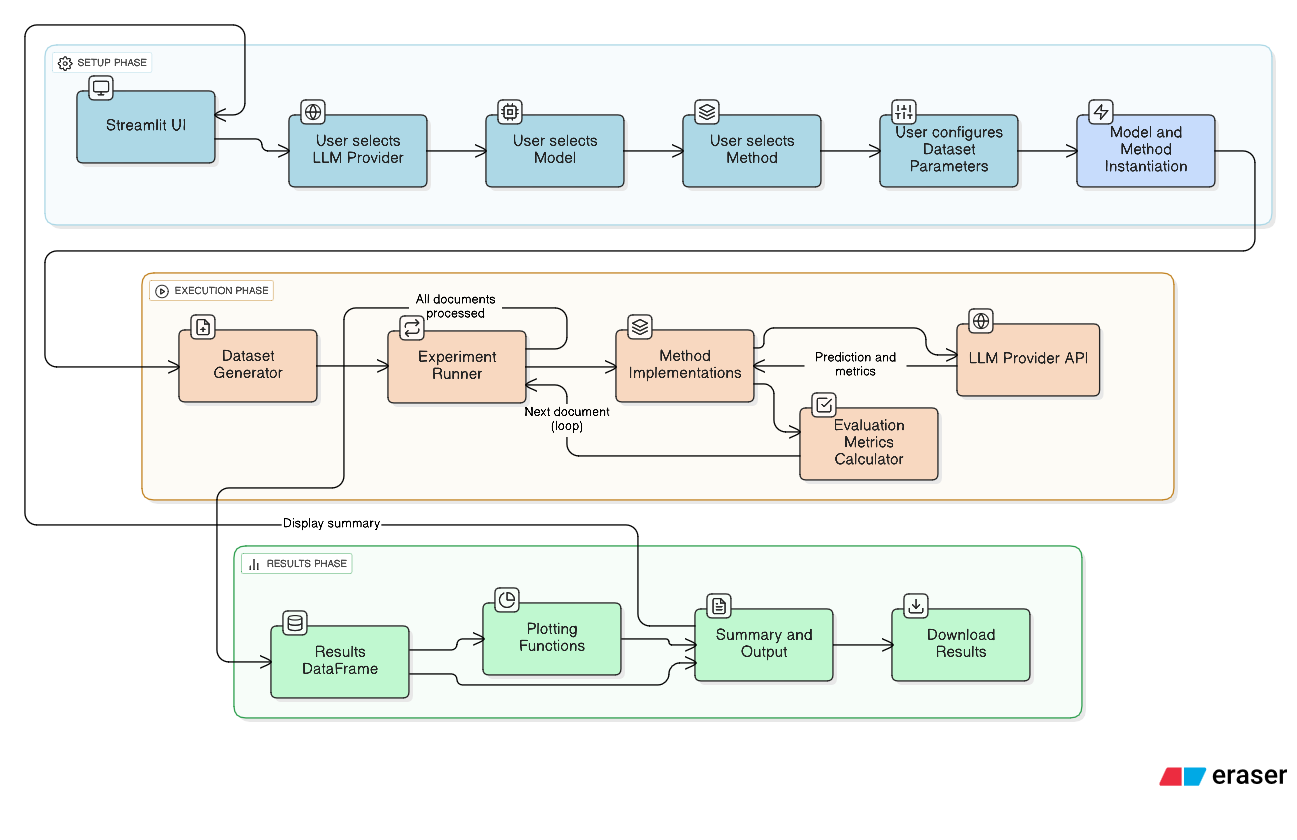 SETUP PHASE
Streamlit UI
User selects
LLM Provider
User selects
Model
User selects
Method
User configures
Dataset
Parameters
Model and
Method
Instantiation
EXECUTION PHASE
All documents
processed
Dataset
Generator
Experiment
Runner
Method
Implementations
Prediction and
metrics
LLM Provider API
Next document
(loop)
Evaluation
Metrics
Calculator
Display summary
RESULTS PHASE
Results
DataFrame
Plotting
Functions
Summary and
Output
Download
Results
eraser